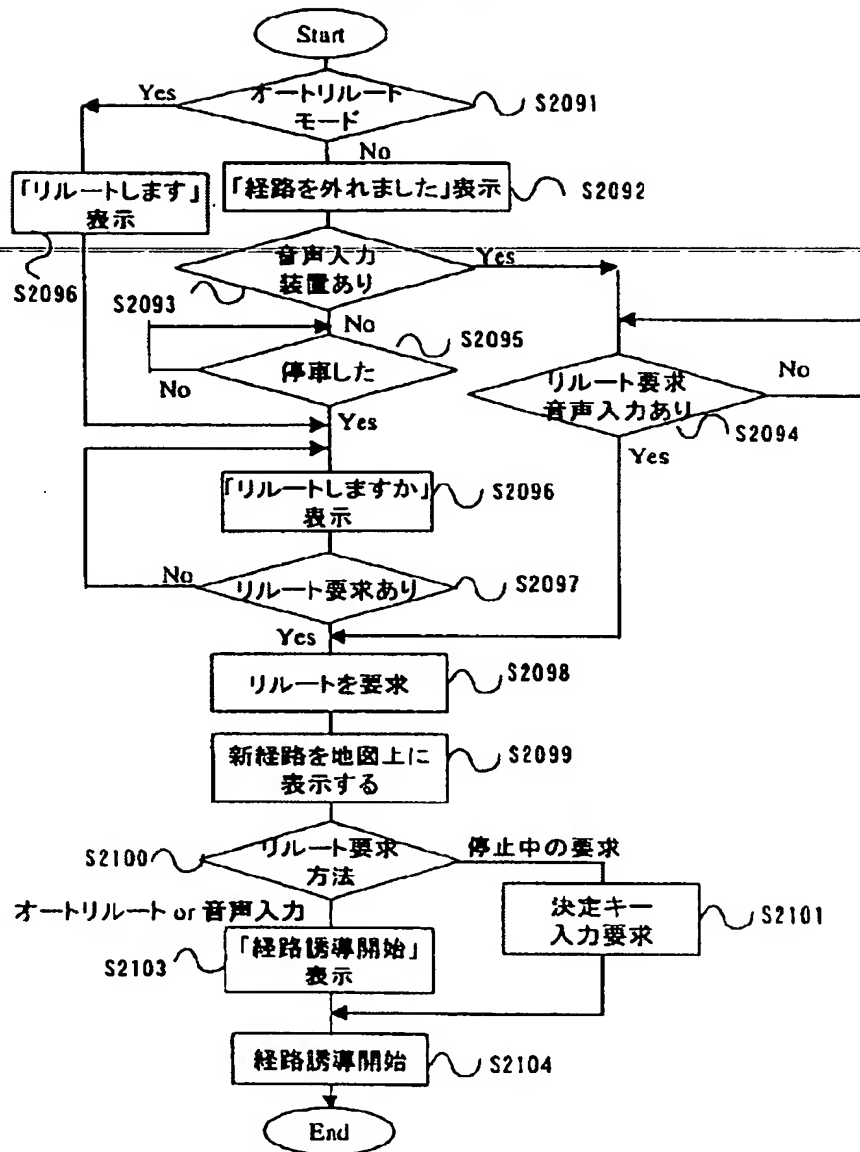 Start
オートリルート
モード
Yes
S2091
No
「リルートします」
表示
S2096
「経路を外れました」表示
S2092
音声入力
装置あり
Yes
S2093
No
停車した
S2095
No
Yes
リルート要求
音声入力あり
No
S2094
Yes
「リルートしますか」
表示
S2096
リルート要求あり
S2097
No
Yes
リルートを要求
S2098
新経路を地図上に
表示する
S2099
S2100
リルート要求
方法
停止中の要求
オートリルート or 音声入力
決定キー
入力要求
S2101
S2103
「経路誘導開始」
表示
経路誘導開始
S2104
End